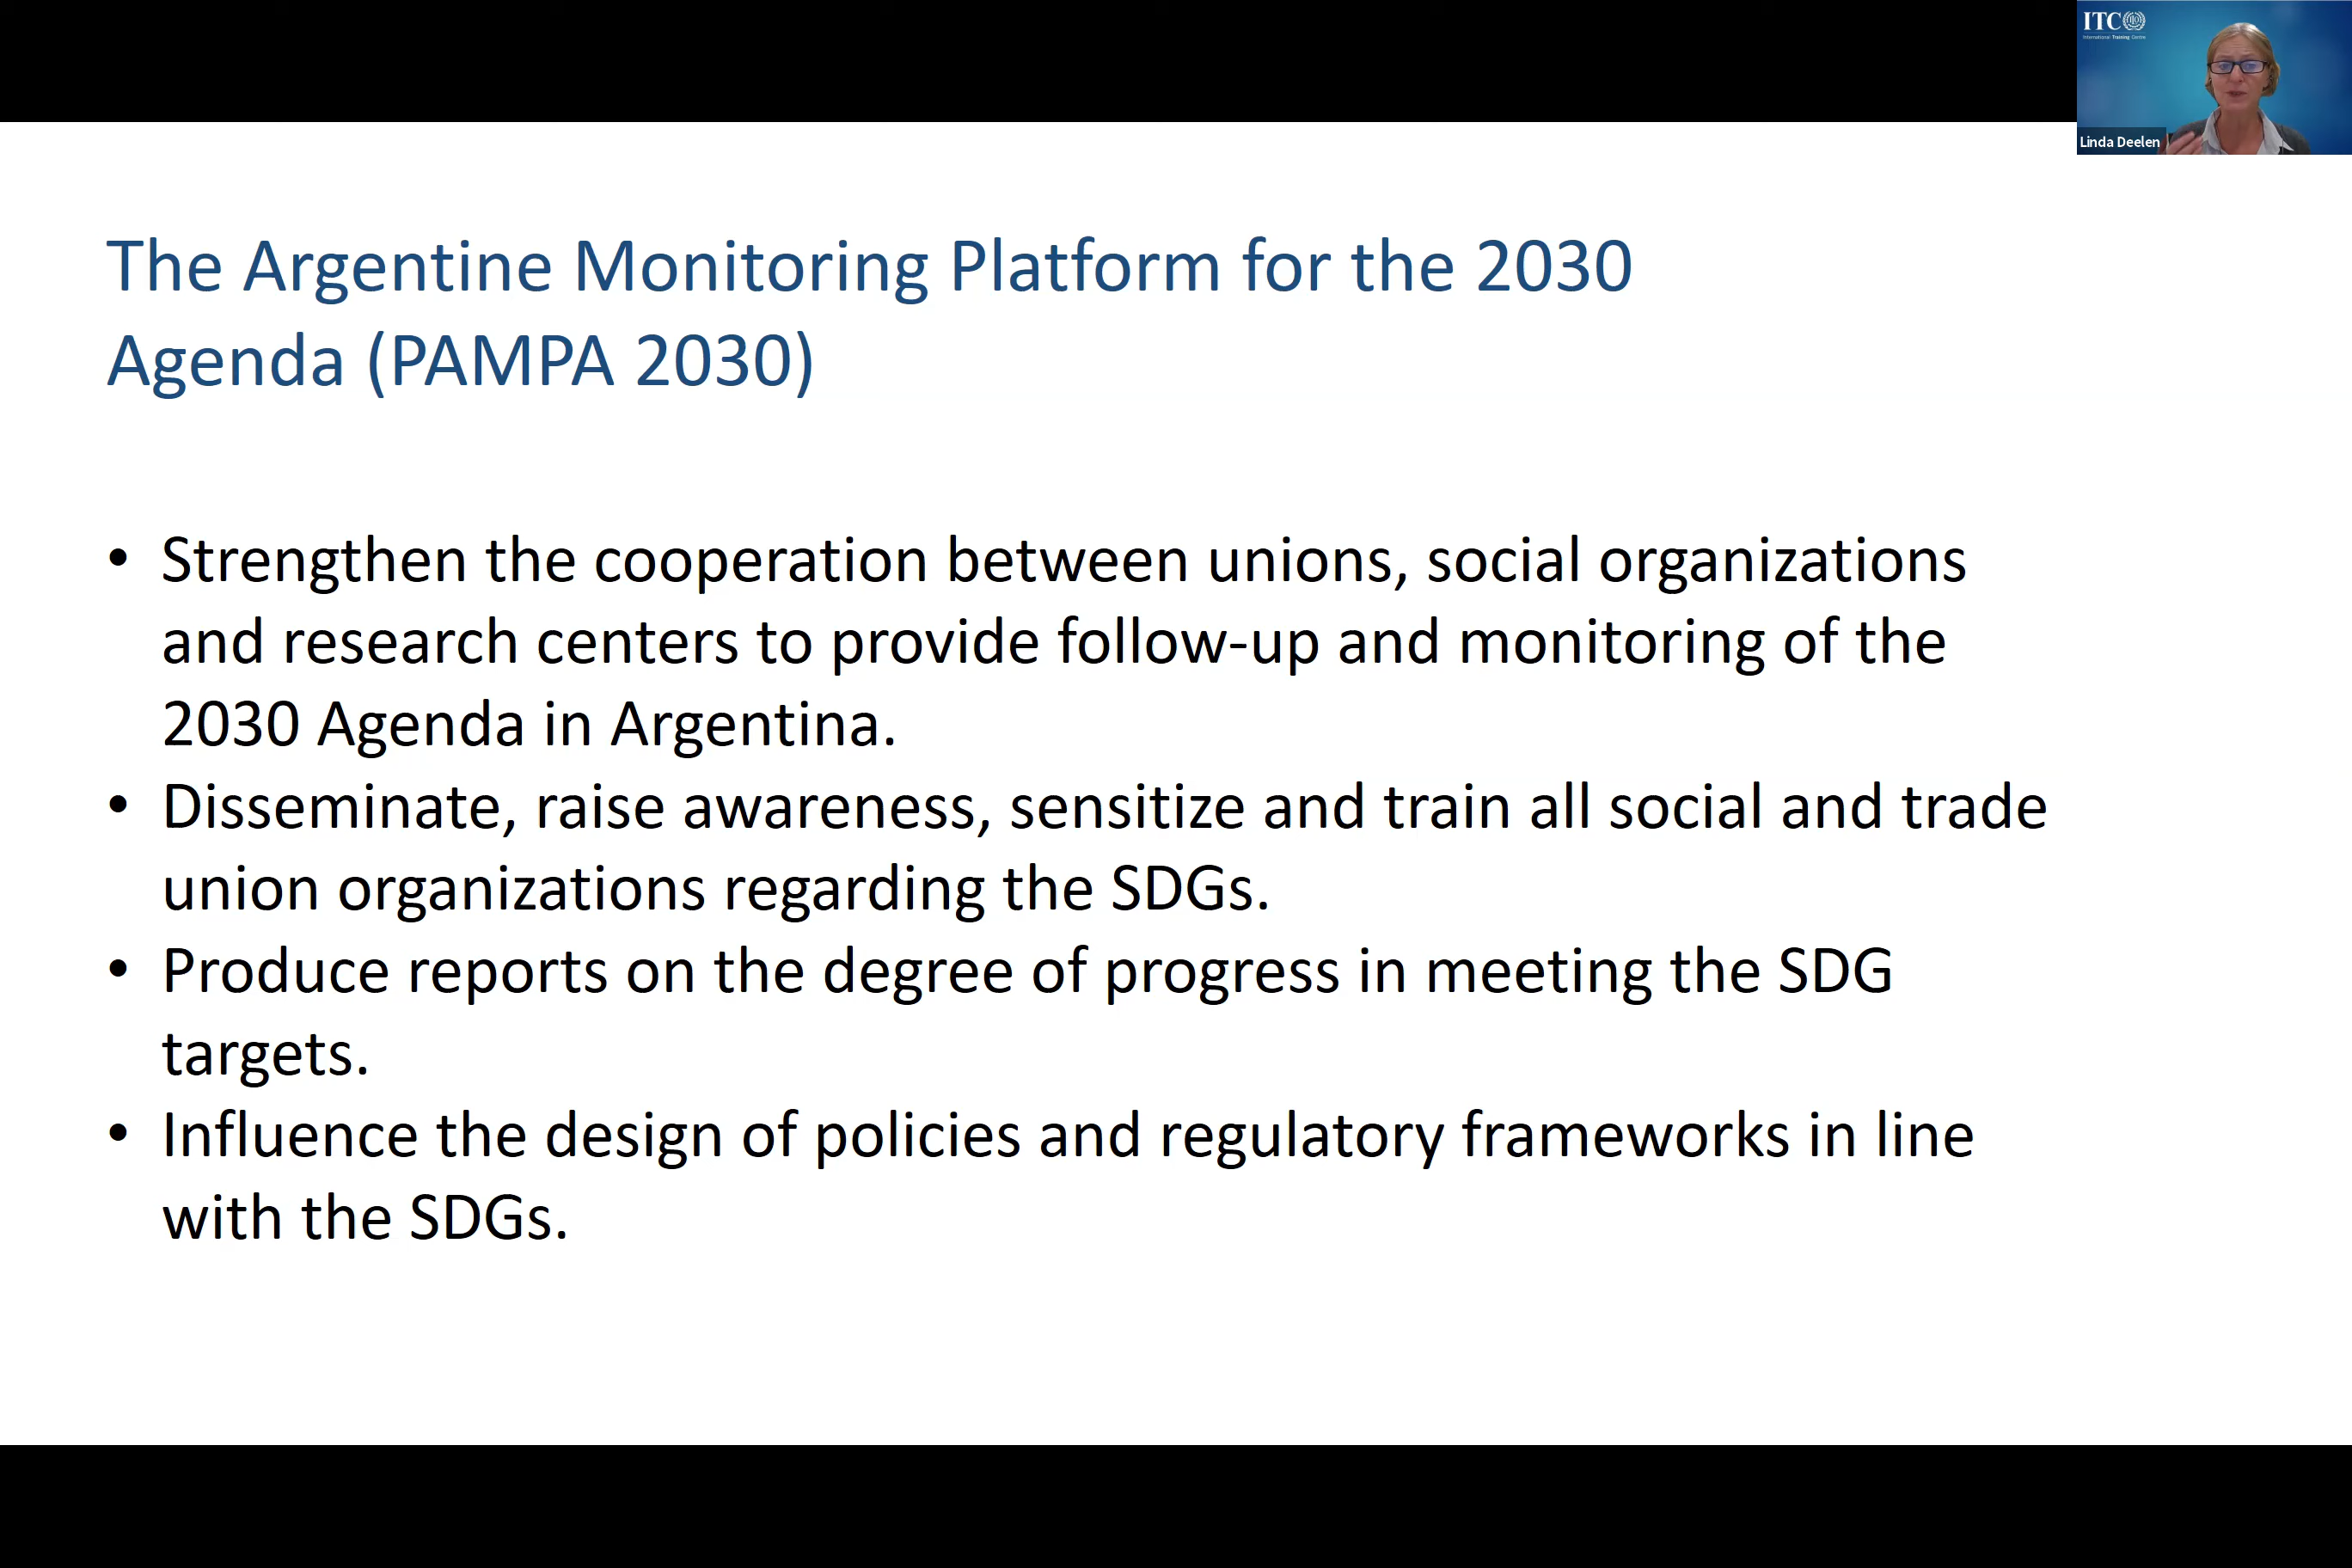 ITC
International Training Centre
Linda Deelen
The Argentine Monitoring Platform for the 2030
Agenda (PAMPA 2030)
• Strengthen the cooperation between unions, social organizations
and research centers to provide follow-up and monitoring of the
2030 Agenda in Argentina.
• Disseminate, raise awareness, sensitize and train all social and trade
union organizations regarding the SDGs.
• Produce reports on the degree of progress in meeting the SDG
targets.
• Influence the design of policies and regulatory frameworks in line
with the SDGs.